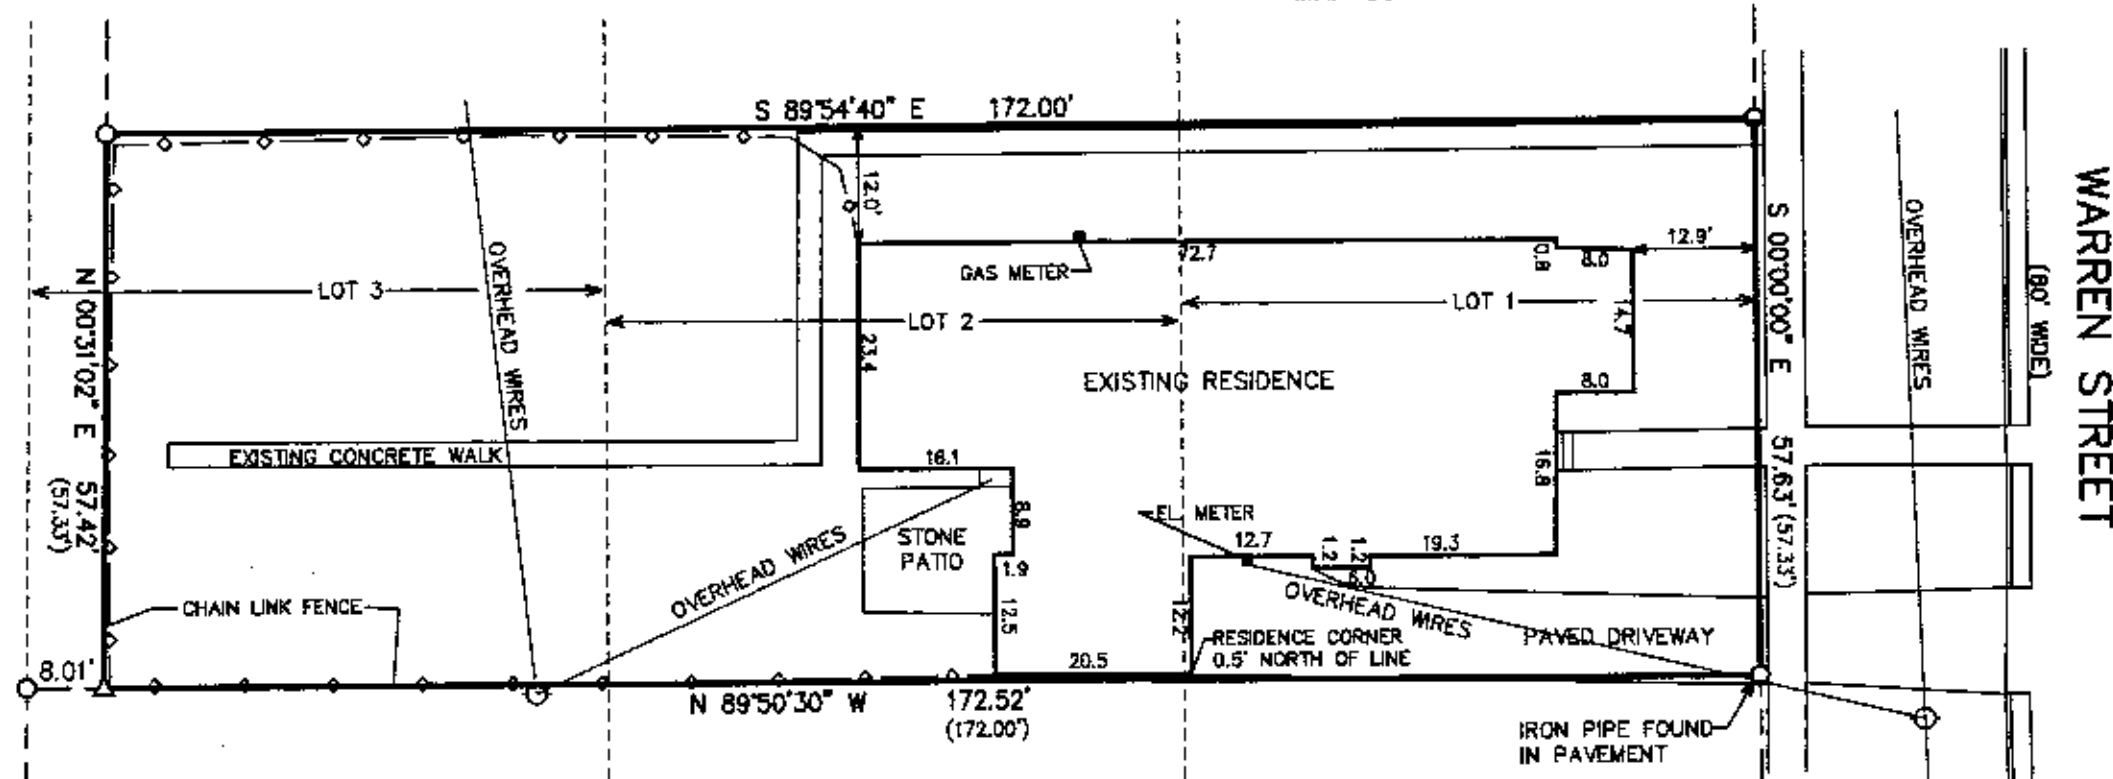 S 89°54'40" E 172.00'
12.0'
GAS METER
72.7
0.8
8.0
12.9'
LOT 3
LOT 2
LOT 1
N 00°31'02" E
57.42'
(57.33')
OVERHEAD WIRES
23.4
EXISTING RESIDENCE
4.7
8.0
S 00°00'00" E
57.63' (57.33')
OVERHEAD WIRES
(80' WIDE)
WARREN STREET
EXISTING CONCRETE WALK
16.1
8.9
16.8
STONE
PATIO
OVERHEAD WIRES
EL METER
12.7
1.2
1.2
19.3
6.0
1.9
12.5
12.2
OVERHEAD WIRES
PAVED DRIVEWAY
CHAIN LINK FENCE
RESIDENCE CORNER
0.5' NORTH OF LINE
20.5
8.01'
N 89°50'30" W 172.52'
(172.00')
IRON PIPE FOUND
IN PAVEMENT